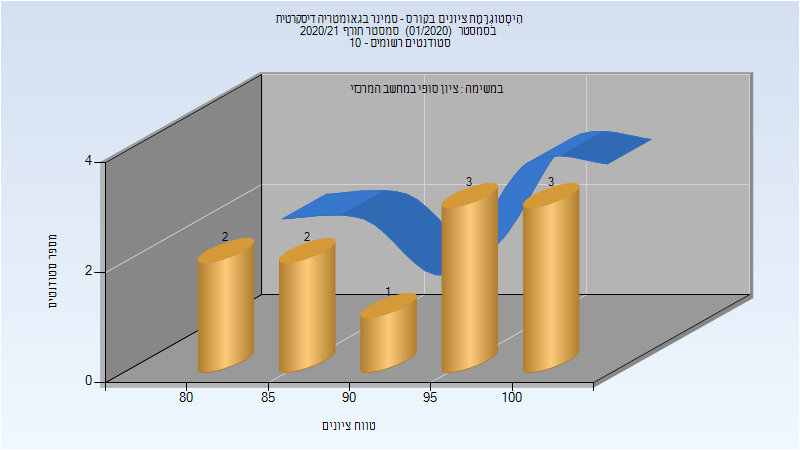 היסטוגרמת ציונים בקורס - סמינר בגאומטריה דיסקרטית
בסמסטר (01/2020) סמסטר חורף 2020/21
סטודנטים רשומים - 10
במשימה : ציון סופי במחשב המרכזי
מספר סטודנטים
4
2
0
2
2
1
3
3
80
85
90
95
100
טווח ציונים